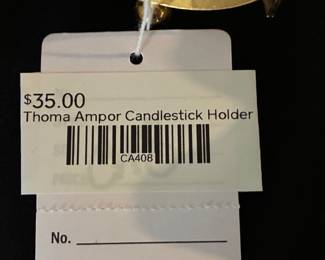 $35.00
Thoma Ampor Candlestick Holder
CA408
No.